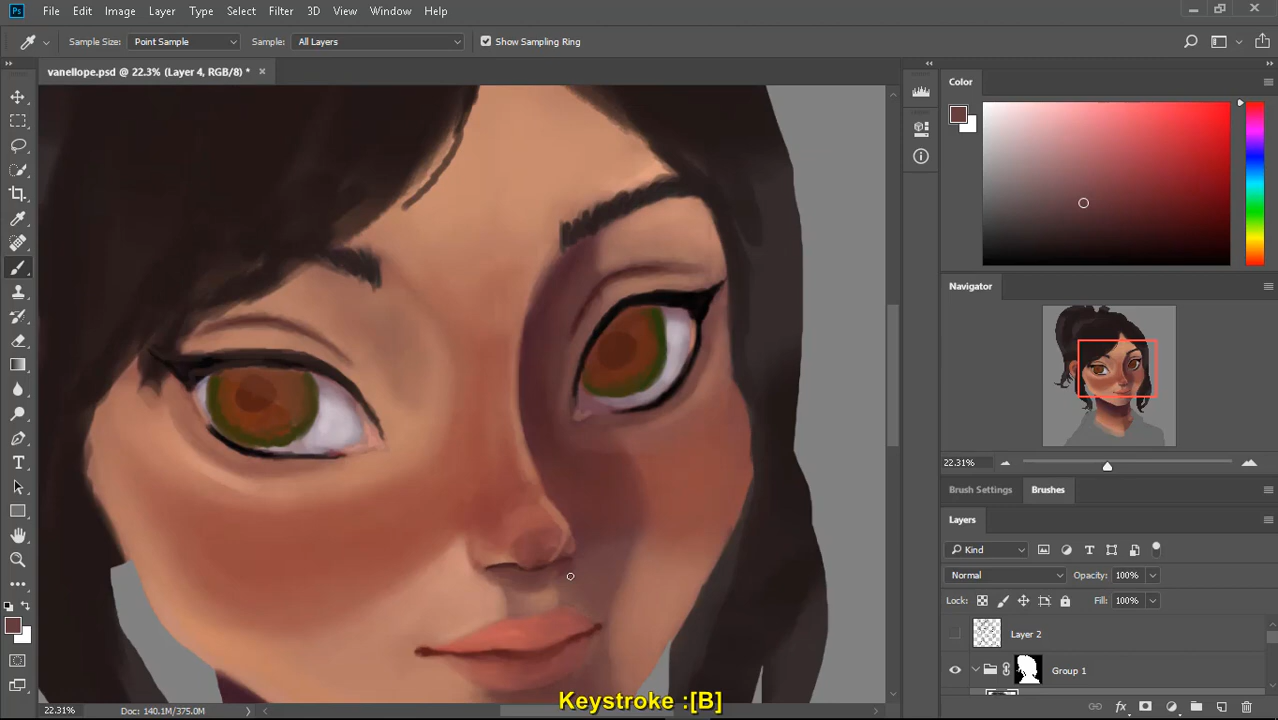 Ps File Edit Image Layer Type Select Filter 3D View Window Help
Sample Size: Point Sample Sample: All Layers Show Sampling Ring
vanellope.psd @ 22.3% (Layer 4, RGB/8) * ×
Color
Navigator
22.31%
Brush Settings Brushes
Layers
Kind
Normal Opacity: 100%
Lock: Fill: 100%
Layer 2
Group 1
Keystroke :[B]
22.31% Doc: 140.1M/375.0M